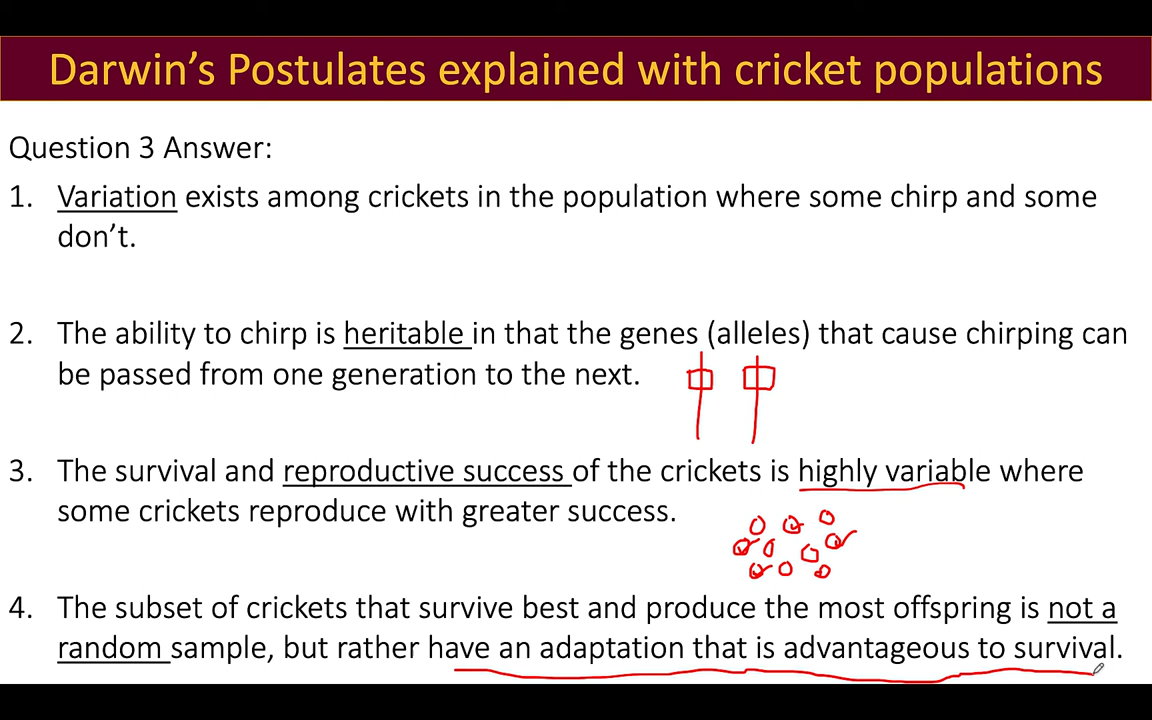 Darwin's Postulates explained with cricket populations
Question 3 Answer:
1. Variation exists among crickets in the population where some chirp and some
don't.
2. The ability to chirp is heritable in that the genes (alleles) that cause chirping can
be passed from one generation to the next.
3. The survival and reproductive success of the crickets is highly variable where
some crickets reproduce with greater success.
4. The subset of crickets that survive best and produce the most offspring is not a
random sample, but rather have an adaptation that is advantageous to survival.